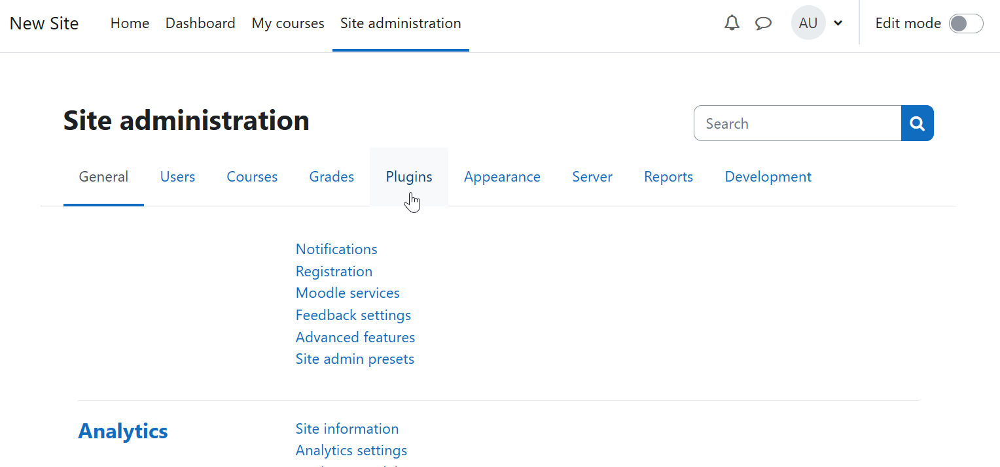 New Site Home Dashboard My courses Site administration AU Edit mode
Site administration
Search
General Users Courses Grades Plugins Appearance Server Reports Development
Notifications
Registration
Moodle services
Feedback settings
Advanced features
Site admin presets
Analytics Site information
Analytics settings